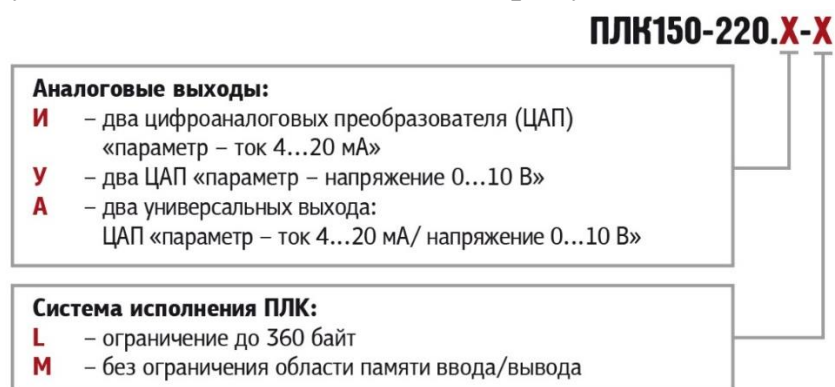 ПЛК150-220.Х-Х
Аналоговые выходы:
И – два цифроаналоговых преобразователя (ЦАП)
«параметр – ток 4...20 мА»
У – два ЦАП «параметр – напряжение 0...10 В»
А – два универсальных выхода:
ЦАП «параметр – ток 4...20 мА/ напряжение 0...10 В»
Система исполнения ПЛК:
L – ограничение до 360 байт
М – без ограничения области памяти ввода/вывода